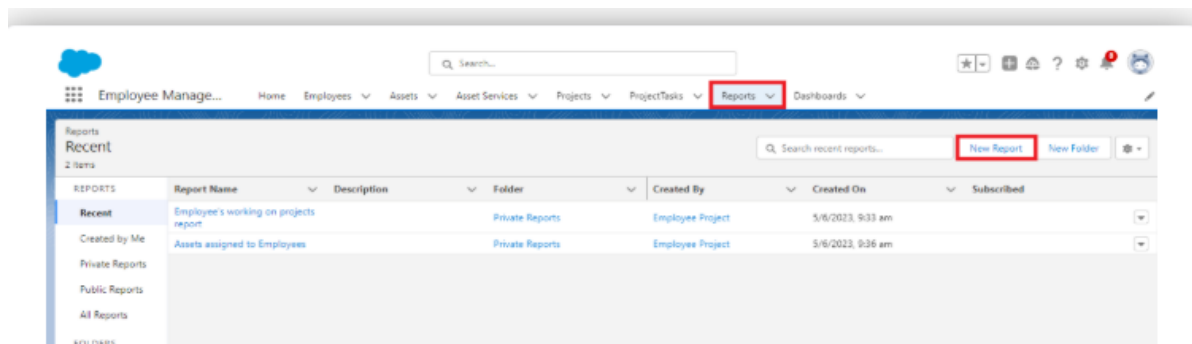 Search...
Employee Manage... Home Employees Assets Asset Services Projects ProjectTasks Reports Dashboards
Reports
Recent
2 items
Search recent reports...
New Report New Folder
REPORTS Report Name Description Folder Created By Created On Subscribed
Recent Employee's working on projects report Private Reports Employee Project 5/6/2023, 9:33 am
Created by Me Assets assigned to Employees Private Reports Employee Project 5/6/2023, 9:36 am
Private Reports
Public Reports
All Reports
FOLDERS